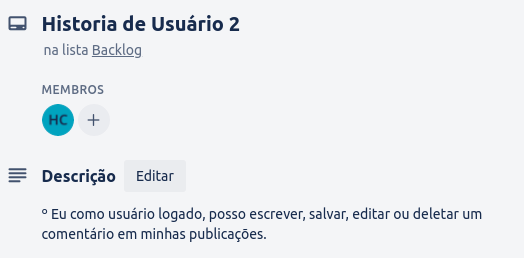 Historia de Usuário 2
na lista Backlog
MEMBROS
HC
Descrição Editar
º Eu como usuário logado, posso escrever, salvar, editar ou deletar um
comentário em minhas publicações.